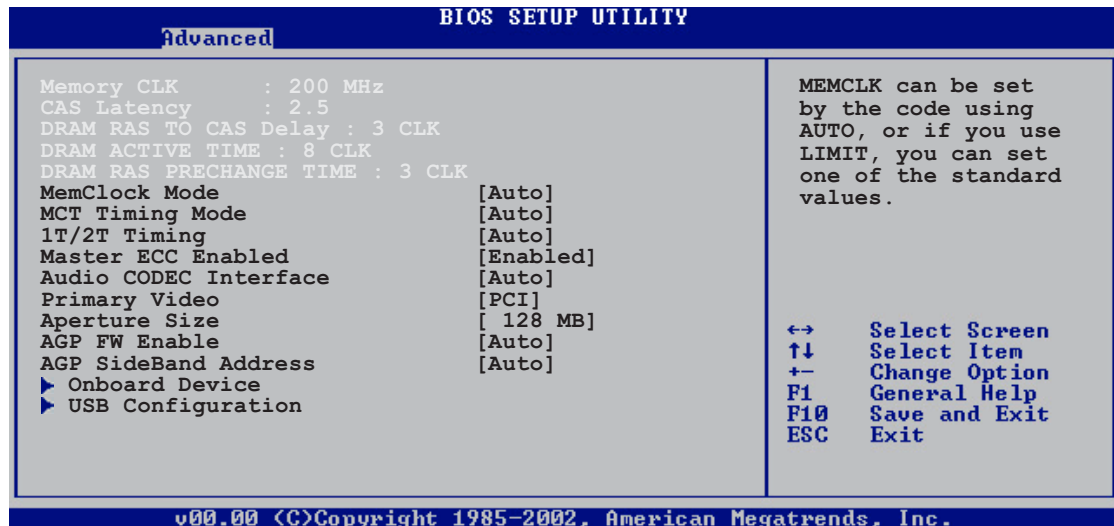 BIOS SETUP UTILITY
Advanced
Memory CLK : 200 MHz
CAS Latency : 2.5
DRAM RAS TO CAS Delay : 3 CLK
DRAM ACTIVE TIME : 8 CLK
DRAM RAS PRECHANGE TIME : 3 CLK
MemClock Mode [Auto]
MCT Timing Mode [Auto]
1T/2T Timing [Auto]
Master ECC Enabled [Enabled]
Audio CODEC Interface [Auto]
Primary Video [PCI]
Aperture Size [ 128 MB]
AGP FW Enable [Auto]
AGP SideBand Address [Auto]
Onboard Device
USB Configuration
MEMCLK can be set
by the code using
AUTO, or if you use
LIMIT, you can set
one of the standard
values.
←→ Select Screen
↑↓ Select Item
+- Change Option
F1 General Help
F10 Save and Exit
ESC Exit
v00.00 (C)Copyright 1985-2002, American Megatrends, Inc.